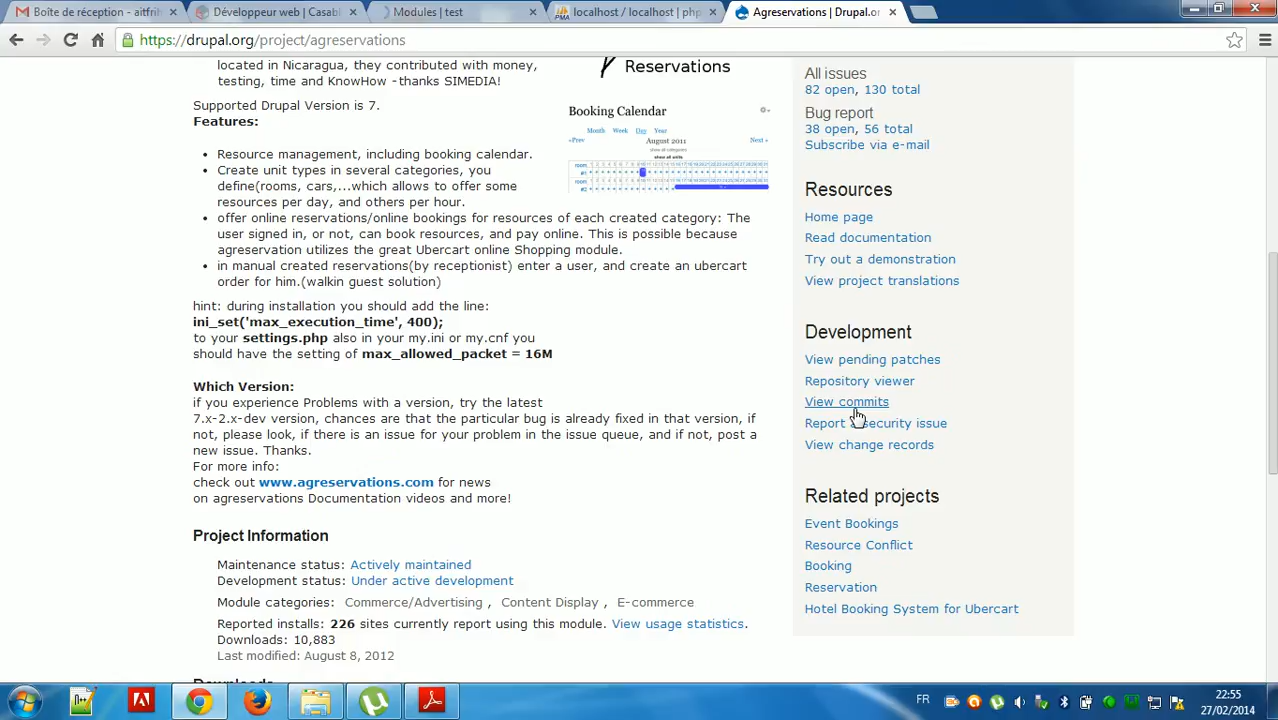 Boîte de réception - aitfrit
Développeur web | Casabl
Modules | test
localhost / localhost | php
Agreservations | Drupal.or
https://drupal.org/project/agreservations
located in Nicaragua, they contributed with money,
testing, time and KnowHow -thanks SIMEDIA!
Reservations
Supported Drupal Version is 7.
Features:
Resource management, including booking calendar.
Create unit types in several categories, you
define(rooms, cars,...which allows to offer some
resources per day, and others per hour.
offer online reservations/online bookings for resources of each created category: The
user signed in, or not, can book resources, and pay online. This is possible because
agreservation utilizes the great Ubercart online Shopping module.
in manual created reservations(by receptionist) enter a user, and create an ubercart
order for him.(walkin guest solution)
Booking Calendar
Month Week Day Year
«Prev August 2011 Next »
show all categories
show all units
room
#1
room
#2
hint: during installation you should add the line:
ini_set('max_execution_time', 400);
to your settings.php also in your my.ini or my.cnf you
should have the setting of max_allowed_packet = 16M
Which Version:
if you experience Problems with a version, try the latest
7.x-2.x-dev version, chances are that the particular bug is already fixed in that version, if
not, please look, if there is an issue for your problem in the issue queue, and if not, post a
new issue. Thanks.
For more info:
check out www.agreservations.com for news
on agreservations Documentation videos and more!
Project Information
Maintenance status: Actively maintained
Development status: Under active development
Module categories: Commerce/Advertising , Content Display , E-commerce
Reported installs: 226 sites currently report using this module. View usage statistics.
Downloads: 10,883
Last modified: August 8, 2012
Downloads
All issues
82 open, 130 total
Bug report
38 open, 56 total
Subscribe via e-mail
Resources
Home page
Read documentation
Try out a demonstration
View project translations
Development
View pending patches
Repository viewer
View commits
Report a security issue
View change records
Related projects
Event Bookings
Resource Conflict
Booking
Reservation
Hotel Booking System for Ubercart
FR
22:55
27/02/2014